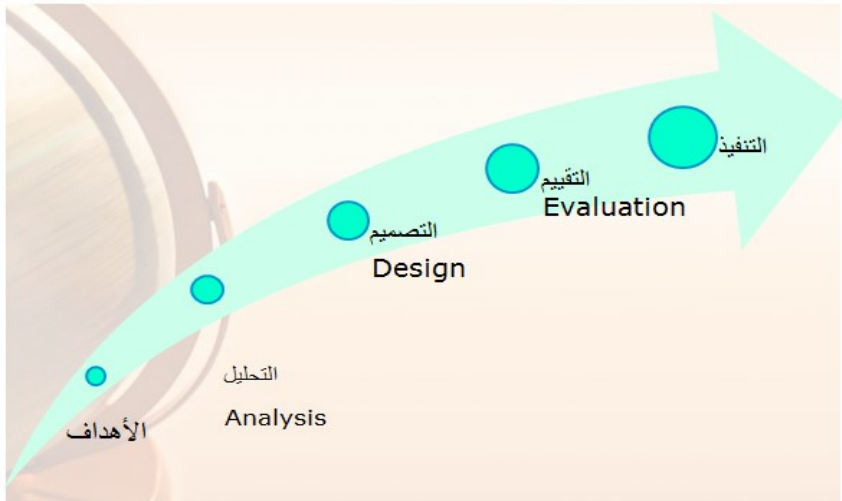 الأهداف
التحليل
Analysis
التصميم
Design
التقييم
Evaluation
التنفيذ